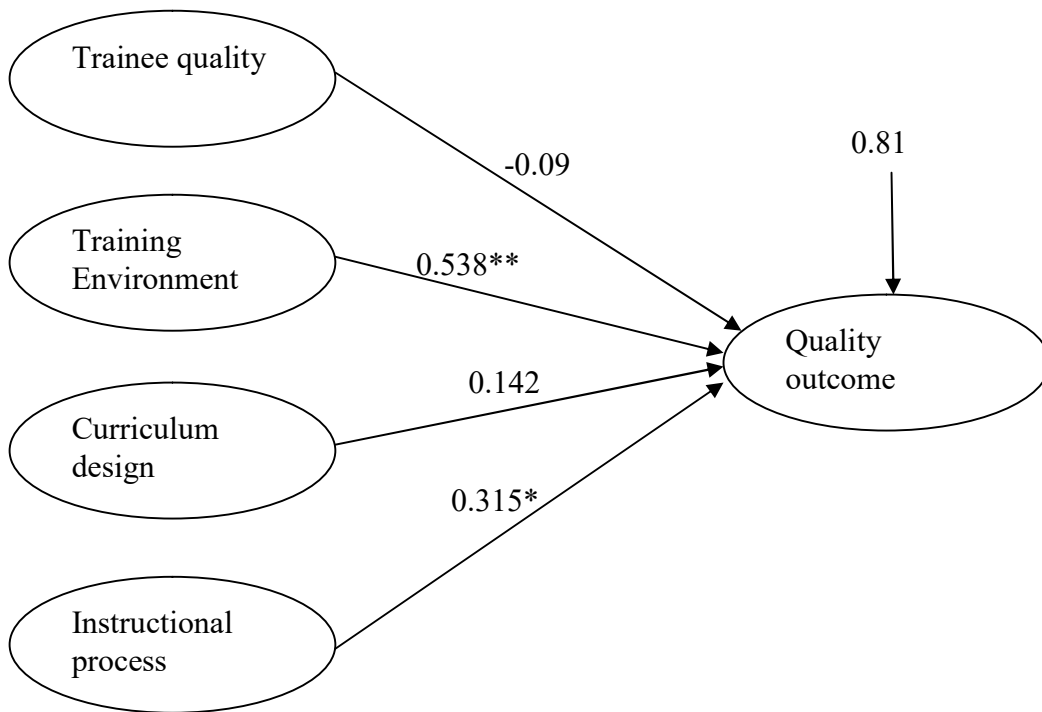 Trainee quality
0.81
-0.09
Training
Environment
0.538**
Quality
outcome
0.142
Curriculum
design
0.315*
Instructional
process